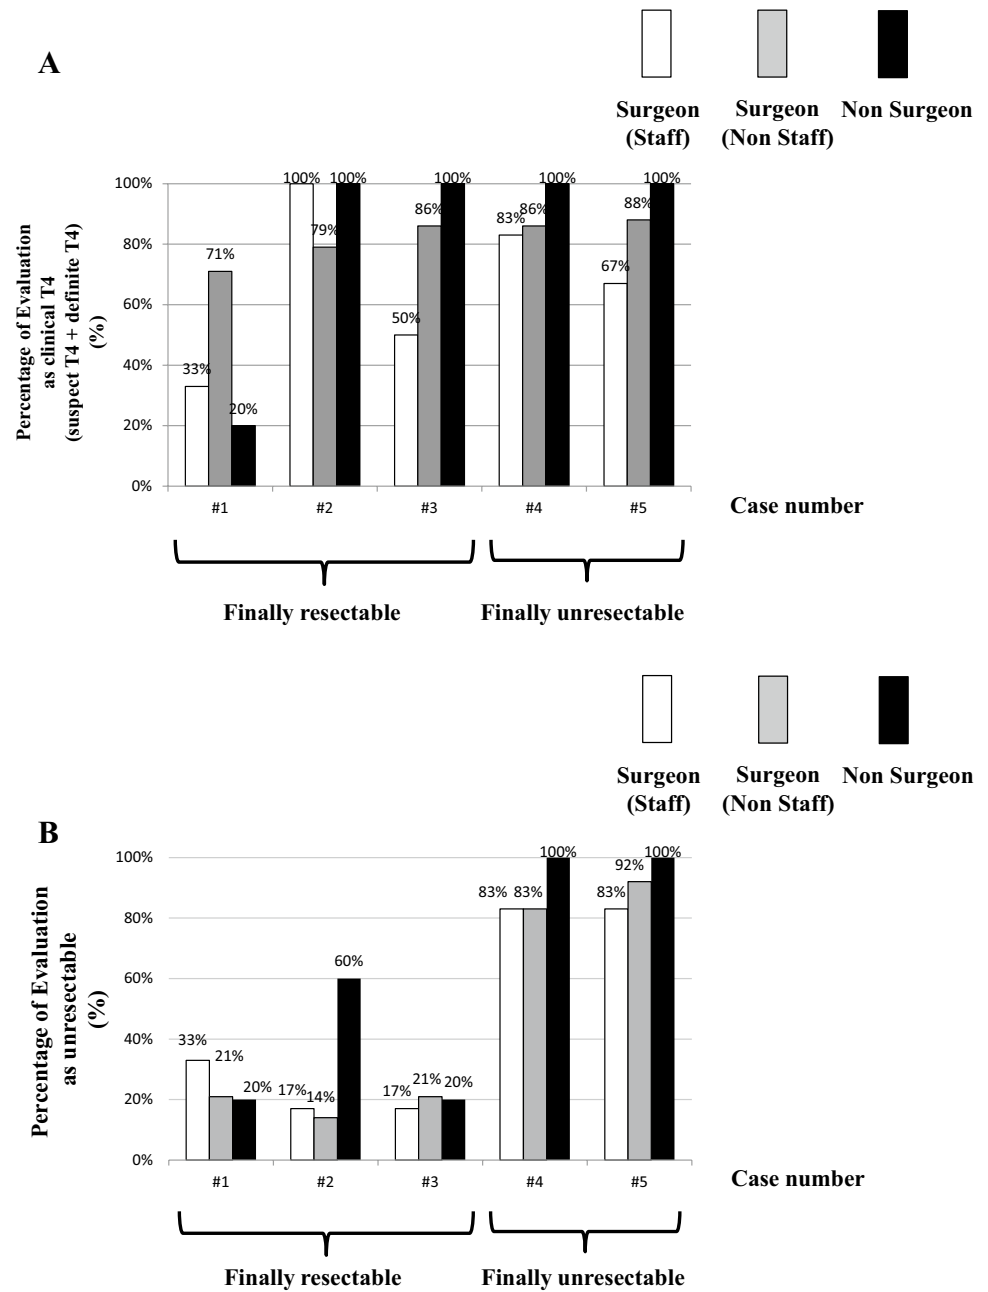 A
Surgeon Surgeon Non Surgeon
(Staff) (Non Staff)
Percentage of Evaluation
as clinical T4
(suspect T4 + definite T4)
(%)
100%
80%
60%
40%
20%
0%
33% 71% 20%
100% 79% 100%
50% 86% 100%
83% 86% 100%
67% 88% 100%
#1 #2 #3 #4 #5 Case number
Finally resectable Finally unresectable
Surgeon Surgeon Non Surgeon
(Staff) (Non Staff)
B
Percentage of Evaluation
as unresectable
(%)
100%
80%
60%
40%
20%
0%
33% 21% 20%
17% 14% 60%
17% 21% 20%
83% 83% 100%
83% 92% 100%
#1 #2 #3 #4 #5 Case number
Finally resectable Finally unresectable